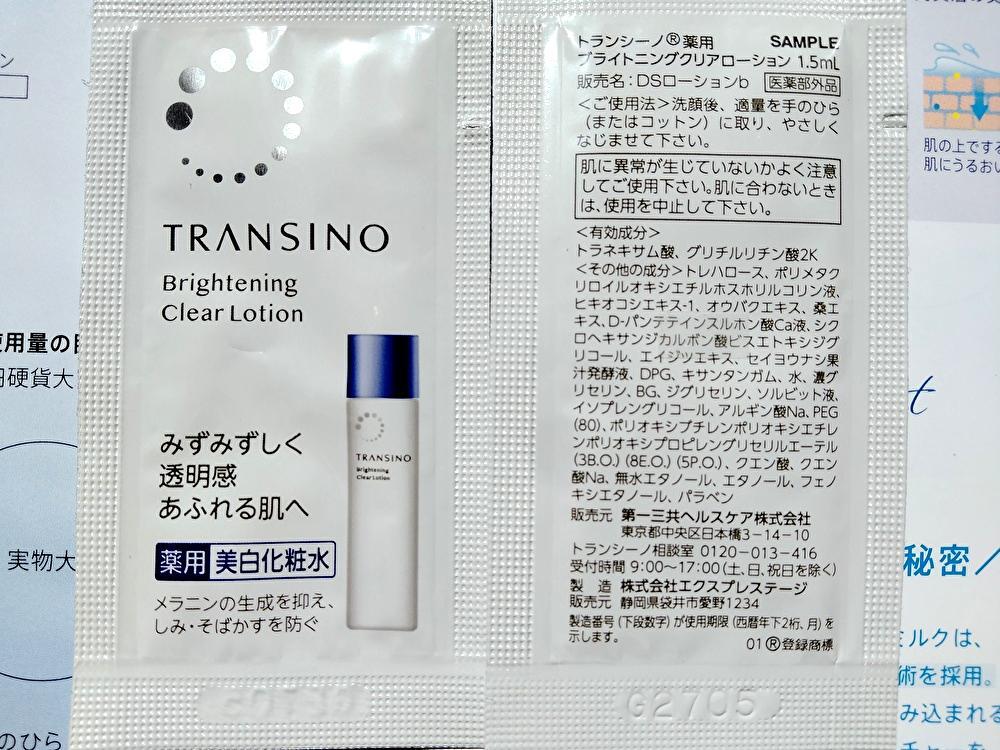 TRANSINO
Brightening
Clear Lotion
TRANSINO
Brightening
Clear Lotion
みずみずしく
透明感
あふれる肌へ
薬用 美白化粧水
メラニンの生成を抑え、
しみ・そばかすを防ぐ
トランシーノ®薬用 SAMPLE
ブライトニングクリアローション 1.5mL
販売名:DSローションb 医薬部外品
<ご使用法>洗顔後、適量を手のひら
(またはコットン)に取り、やさしく
なじませて下さい。
肌に異常が生じていないかよく注意
してご使用下さい。肌に合わないとき
は、使用を中止して下さい。
<有効成分>
トラネキサム酸、グリチルリチン酸2K
<その他の成分>トレハロース、ポリメタク
リロイルオキシエチルホスホリルコリン液、
ヒキオコシエキス-1、オウバクエキス、桑エ
キス、D-パンテテインスルホン酸Ca液、シク
ロヘキサンジカルボン酸ビスエトキシジグ
リコール、エイジツエキス、セイヨウナシ果
汁発酵液、DPG、キサンタンガム、水、濃グ
リセリン、BG、ジグリセリン、ソルビット液、
イソプレングリコール、アルギン酸Na、PEG
(80)、ポリオキシブチレンポリオキシエチレ
ンポリオキシプロピレングリセリルエーテル
(3B.O.) (8E.O.) (5P.O.)、クエン酸、クエン
酸Na、無水エタノール、エタノール、フェノ
キシエタノール、パラベン
販売元 第一三共ヘルスケア株式会社
東京都中央区日本橋3-14-10
トランシーノ相談室 0120-013-416
受付時間 9:00〜17:00(土、日、祝日を除く)
製 造 株式会社エクスプレステージ
販売元 静岡県袋井市愛野1234
製造番号(下段数字)が使用期限(西暦年下2桁、月)を
示します。
01 ®登録商標
G2705
使用量の目
硬貨大
実物大
のひら
肌の上でする
肌にうるおい
t
秘密/
ミルクは、
術を採用。
み込まれる